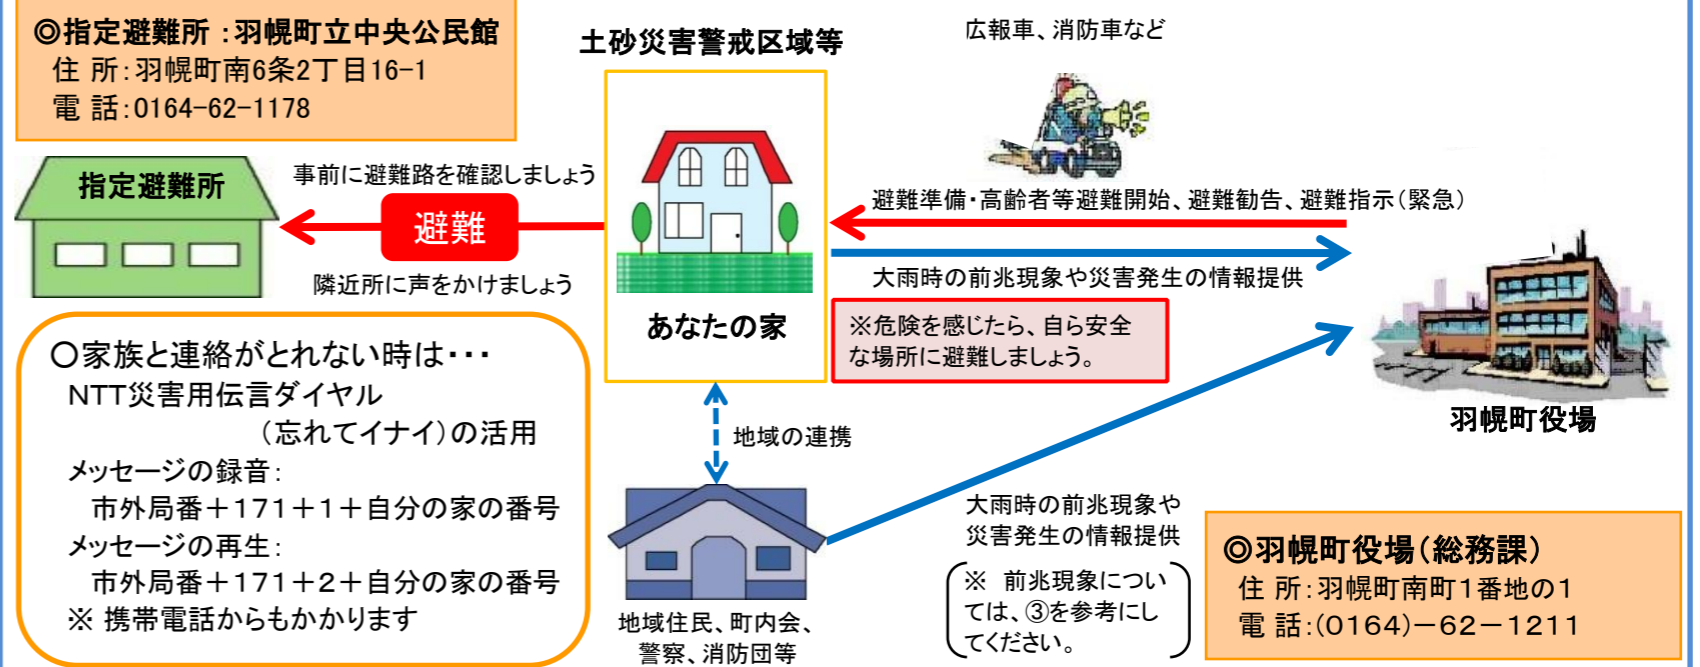 ◎指定避難所：羽幌町立中央公民館
住 所：羽幌町南6条2丁目16-1
電 話：0164-62-1178
土砂災害警戒区域等
広報車、消防車など
指定避難所
事前に避難路を確認しましょう
避難
隣近所に声をかけましょう
あなたの家
避難準備・高齢者等避難開始、避難勧告、避難指示（緊急）
大雨時の前兆現象や災害発生の情報提供
※危険を感じたら、自ら安全
な場所に避難しましょう。
羽幌町役場
〇家族と連絡がとれない時は・・・
NTT災害用伝言ダイヤル
（忘れてイナイ）の活用
メッセージの録音：
市外局番＋171＋1＋自分の家の番号
メッセージの再生：
市外局番＋171＋2＋自分の家の番号
※ 携帯電話からもかかります
地域の連携
地域住民、町内会、
警察、消防団等
大雨時の前兆現象や
災害発生の情報提供
※ 前兆現象につい
ては、③を参考にし
てください。
◎羽幌町役場（総務課）
住 所：羽幌町南町1番地の1
電 話：(0164)－62－1211